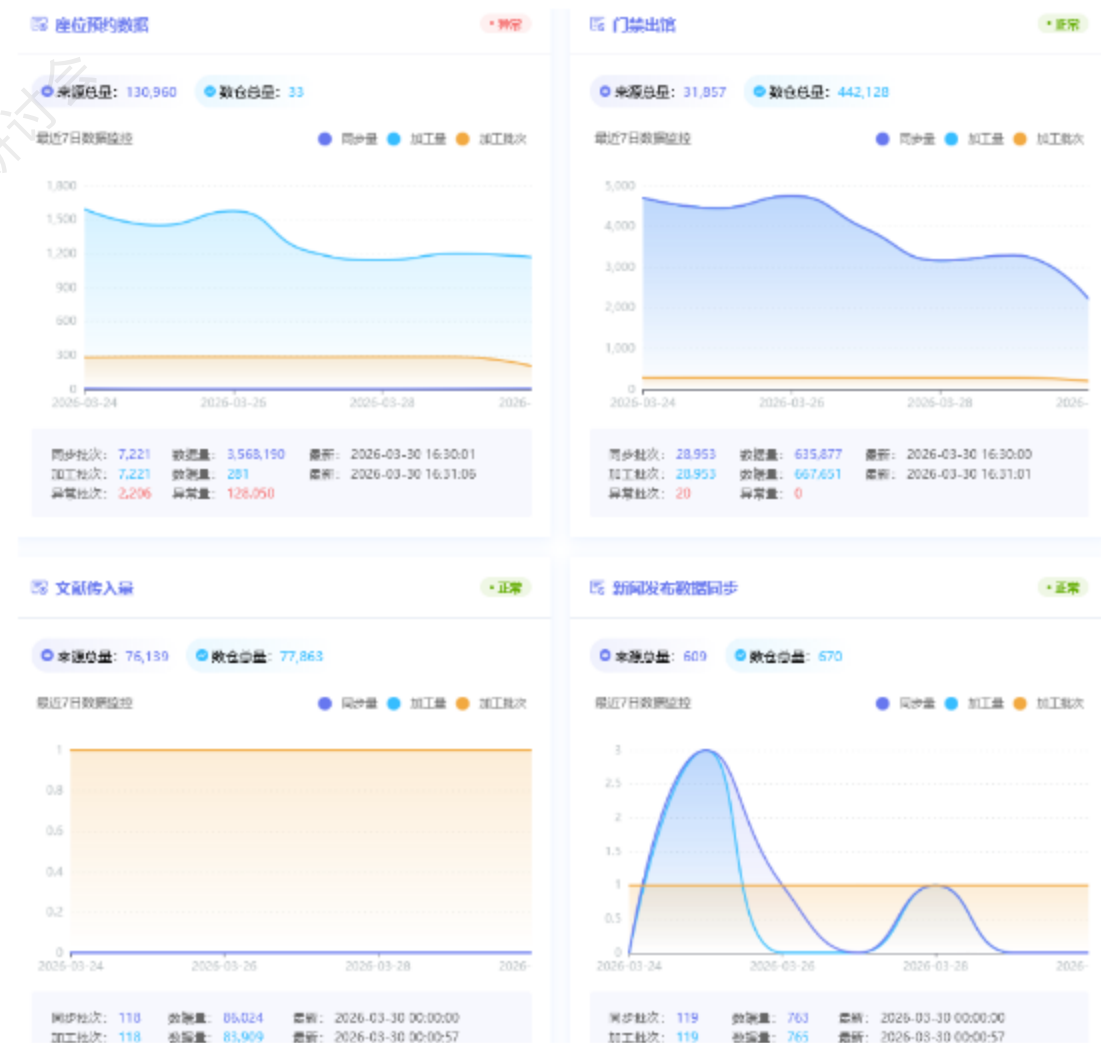 研讨会
座位预约数据
异常
来源总量：130,960
数仓总量：33
最近7日数据监控
同步量
加工量
加工批次
1,800
1,500
1,200
900
600
300
0
2026-03-24
2026-03-26
2026-03-28
2026-
同步批次：7,221 数据量：3,568,190 最新：2026-03-30 16:30:01
加工批次：7,221 数据量：281 最新：2026-03-30 16:31:06
异常批次：2,206 异常量：128,050
门禁出馆
正常
来源总量：31,857
数仓总量：442,128
最近7日数据监控
同步量
加工量
加工批次
5,000
4,000
3,000
2,000
1,000
0
2026-03-24
2026-03-26
2026-03-28
2026-
同步批次：28,953 数据量：635,877 最新：2026-03-30 16:30:00
加工批次：28,953 数据量：667,651 最新：2026-03-30 16:31:01
异常批次：20 异常量：0
文献传入量
正常
来源总量：76,139
数仓总量：77,863
最近7日数据监控
同步量
加工量
加工批次
1
0.8
0.6
0.4
0.2
0
2026-03-24
2026-03-26
2026-03-28
2026-
同步批次：118 数据量：86,024 最新：2026-03-30 00:00:00
加工批次：118 数据量：83,909 最新：2026-03-30 00:00:57
新闻发布数据同步
正常
来源总量：609
数仓总量：670
最近7日数据监控
同步量
加工量
加工批次
3
2.5
2
1.5
1
0.5
0
2026-03-24
2026-03-26
2026-03-28
2026-
同步批次：119 数据量：763 最新：2026-03-30 00:00:00
加工批次：119 数据量：765 最新：2026-03-30 00:00:57